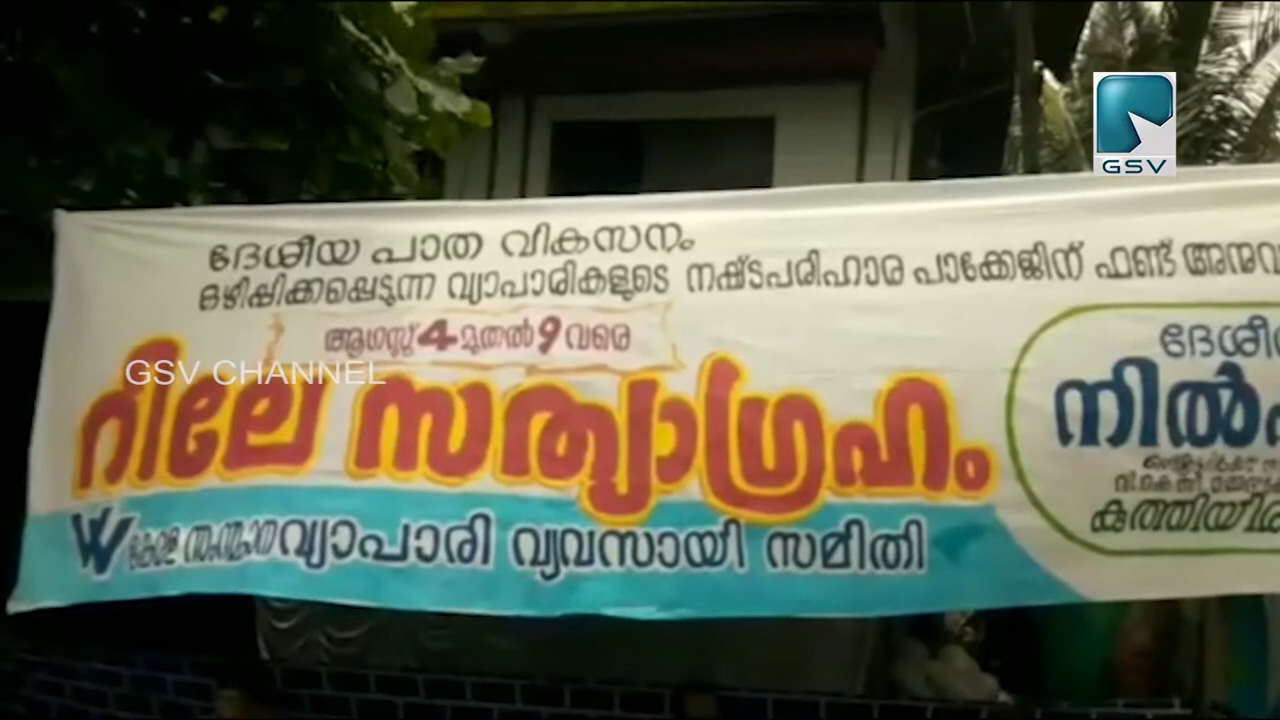 GSV
ദേശീയ പാത വികസനം
ഒഴിപ്പിക്കപ്പെടുന്ന വ്യാപാരികളുടെ നഷ്ടപരിഹാര പാക്കേജിന് ഫണ്ട്
ആഗസ്റ്റ് 4 മുതൽ 9 വരെ
GSV CHANNEL
റിലേ സത്യാഗ്രഹം
കേരള സംസ്ഥാന വ്യാപാരി വ്യവസായി സമിതി